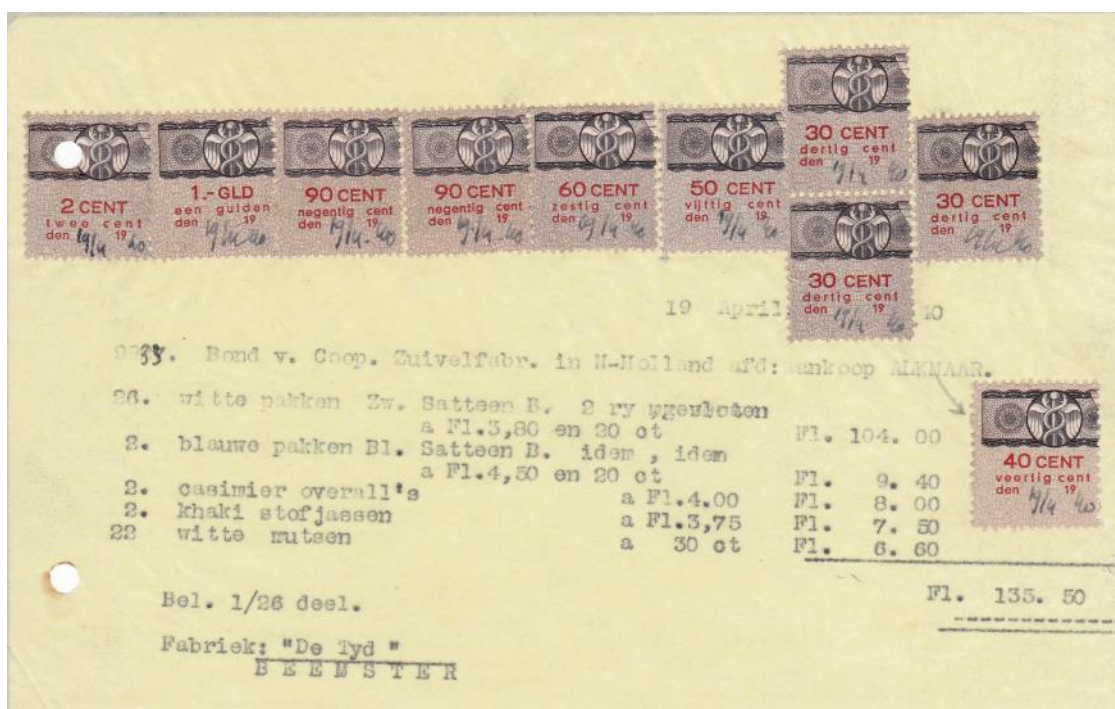 30 CENT
dertig cent
den 19/4 19 40
2 CENT
twee cent
den 19/4 19 40
1.-GLD
een gulden
den 19/4 19 40
90 CENT
negentig cent
den 19/4 19 40
90 CENT
negentig cent
den 19/4 19 40
60 CENT
zestig cent
den 19/4 19 40
50 CENT
vijftig cent
den 19/4 19 40
30 CENT
dertig cent
den 19/4 19 40
30 CENT
dertig cent
den 19/4 19 40
19 April, 40
33. Bond v. Coop. Zuivelfabr. in N-Holland afd: aankoop ALKMAAR.
26. witte pakken Zw. Satteen B. 2 ry
a Fl.3,80 en 20 ct Fl. 104. 00
2. blauwe pakken Bl. Satteen B. idem , idem
a Fl.4,50 en 20 ct Fl. 9. 40
2. casimier overall's a Fl.4.00 Fl. 8. 00
2. khaki stofjassen a Fl.3,75 Fl. 7. 50
22 witte mutsen a 30 ct Fl. 6. 60
40 CENT
veertig cent
den 19/4 19 40
Fl. 135. 50
Bel. 1/26 deel.
Fabriek: "De Tyd "
BEEMSTER